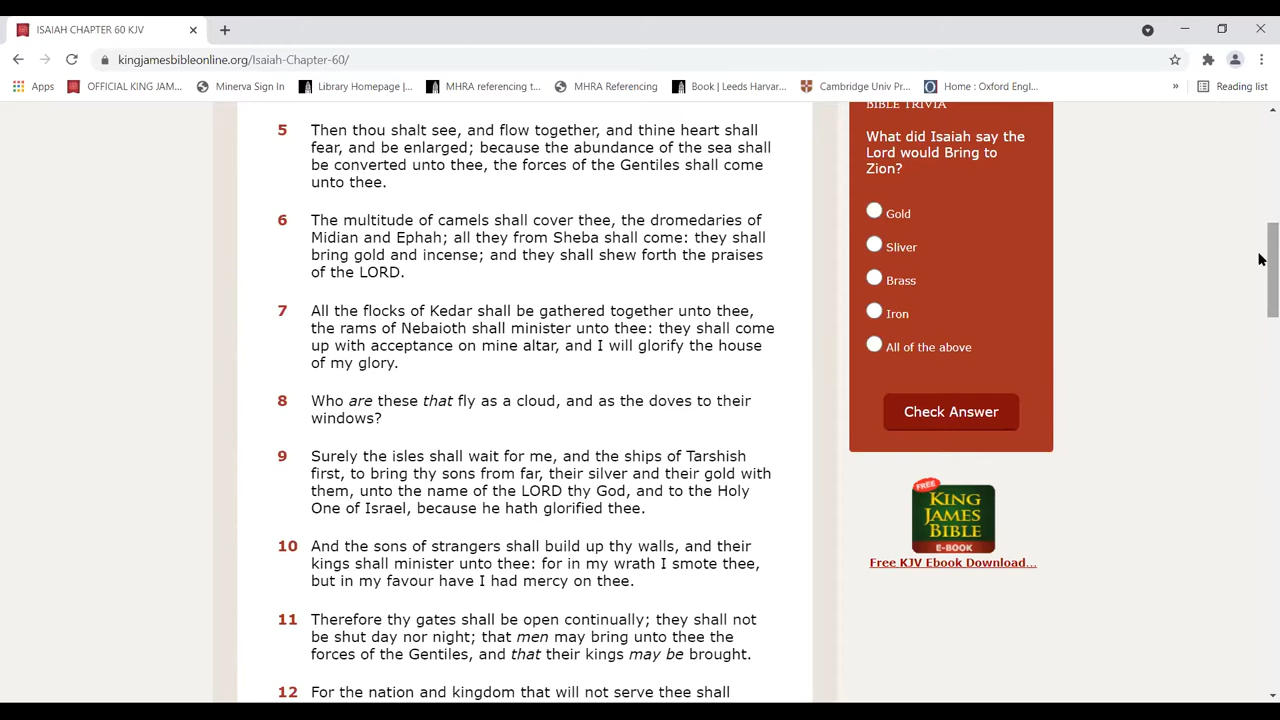 ISAIAH CHAPTER 60 KJV
kingjamesbibleonline.org/Isaiah-Chapter-60/
Apps OFFICIAL KING JAM... Minerva Sign In Library Homepage |... MHRA referencing t... MHRA Referencing Book | Leeds Harvar... Cambridge Univ Pr... Home : Oxford Engl... » Reading list
5 Then thou shalt see, and flow together, and thine heart shall
fear, and be enlarged; because the abundance of the sea shall
be converted unto thee, the forces of the Gentiles shall come
unto thee.
6 The multitude of camels shall cover thee, the dromedaries of
Midian and Ephah; all they from Sheba shall come: they shall
bring gold and incense; and they shall shew forth the praises
of the LORD.
7 All the flocks of Kedar shall be gathered together unto thee,
the rams of Nebaioth shall minister unto thee: they shall come
up with acceptance on mine altar, and I will glorify the house
of my glory.
8 Who are these that fly as a cloud, and as the doves to their
windows?
9 Surely the isles shall wait for me, and the ships of Tarshish
first, to bring thy sons from far, their silver and their gold with
them, unto the name of the LORD thy God, and to the Holy
One of Israel, because he hath glorified thee.
10 And the sons of strangers shall build up thy walls, and their
kings shall minister unto thee: for in my wrath I smote thee,
but in my favour have I had mercy on thee.
11 Therefore thy gates shall be open continually; they shall not
be shut day nor night; that men may bring unto thee the
forces of the Gentiles, and that their kings may be brought.
12 For the nation and kingdom that will not serve thee shall
BIBLE TRIVIA
What did Isaiah say the
Lord would Bring to
Zion?
Gold
Sliver
Brass
Iron
All of the above
Check Answer
FREE
KING
JAMES
BIBLE
E-BOOK
Free KJV Ebook Download...